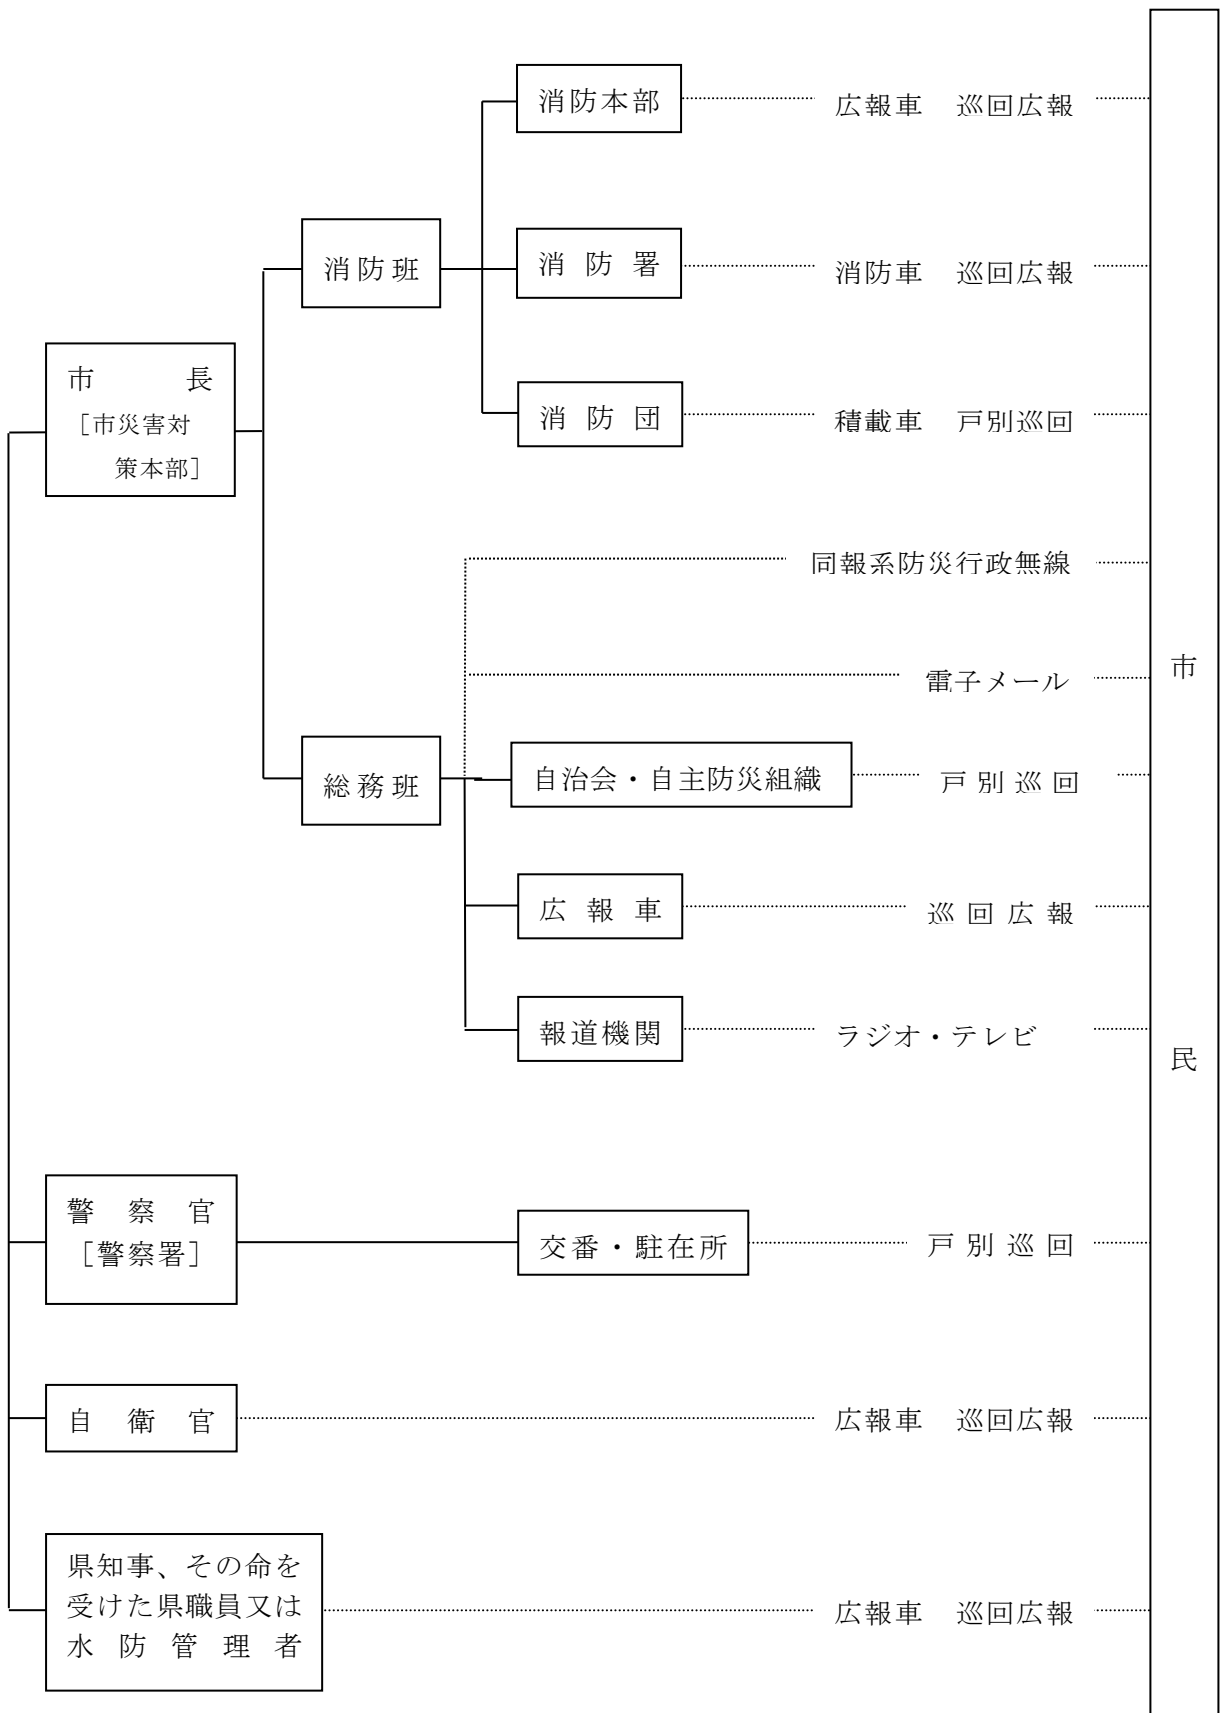 消防本部 広報車 巡回広報
消防班 消防署 消防車 巡回広報
市長
［市災害対
策本部］
消防団 積載車 戸別巡回
同報系防災行政無線
電子メール
総務班 自治会・自主防災組織 戸別巡回
広報車 巡回広報
報道機関 ラジオ・テレビ
警察官
［警察署］
交番・駐在所 戸別巡回
自衛官 広報車 巡回広報
県知事、その命を
受けた県職員又は
水防管理者
広報車 巡回広報
市民